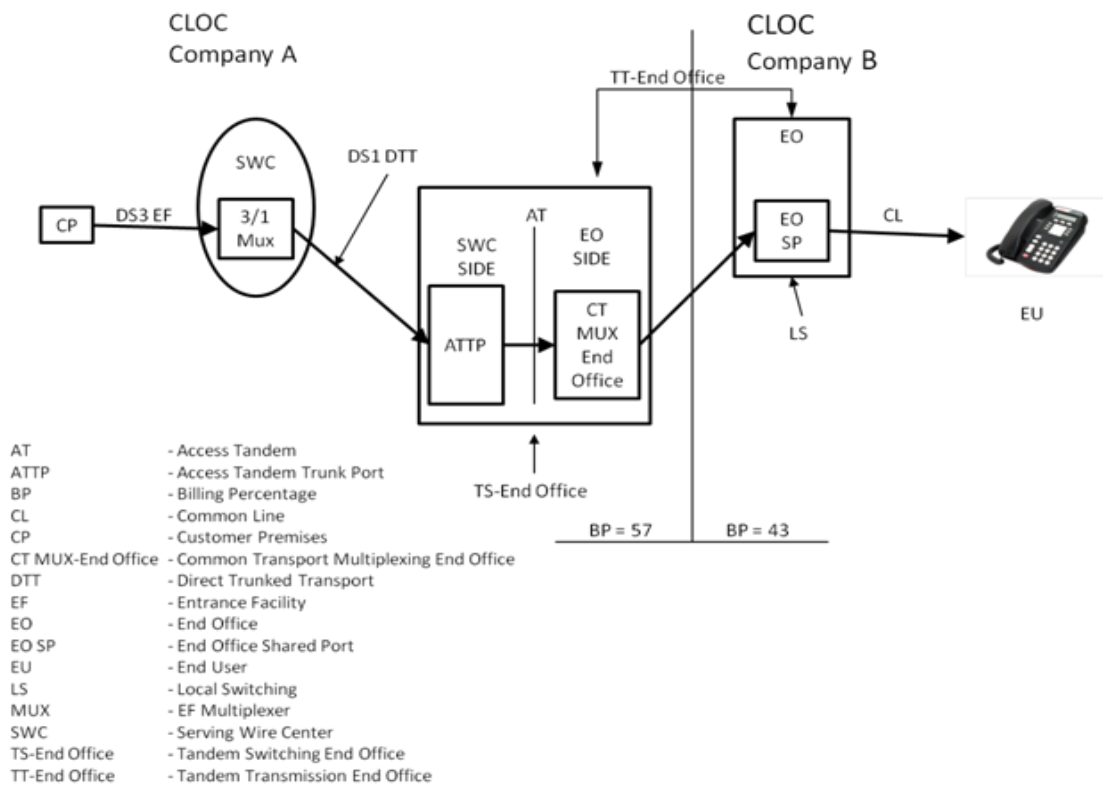 CLOC
Company A
CLOC
Company B
TT-End Office
SWC
DS1 DTT
EO
CP
DS3 EF
3/1
Mux
AT
SWC
SIDE
EO
SIDE
EO
SP
CL
ATTP
CT
MUX
End
Office
LS
EU
TS-End Office
BP = 57
BP = 43
AT - Access Tandem
ATTP - Access Tandem Trunk Port
BP - Billing Percentage
CL - Common Line
CP - Customer Premises
CT MUX-End Office - Common Transport Multiplexing End Office
DTT - Direct Trunked Transport
EF - Entrance Facility
EO - End Office
EO SP - End Office Shared Port
EU - End User
LS - Local Switching
MUX - EF Multiplexer
SWC - Serving Wire Center
TS-End Office - Tandem Switching End Office
TT-End Office - Tandem Transmission End Office